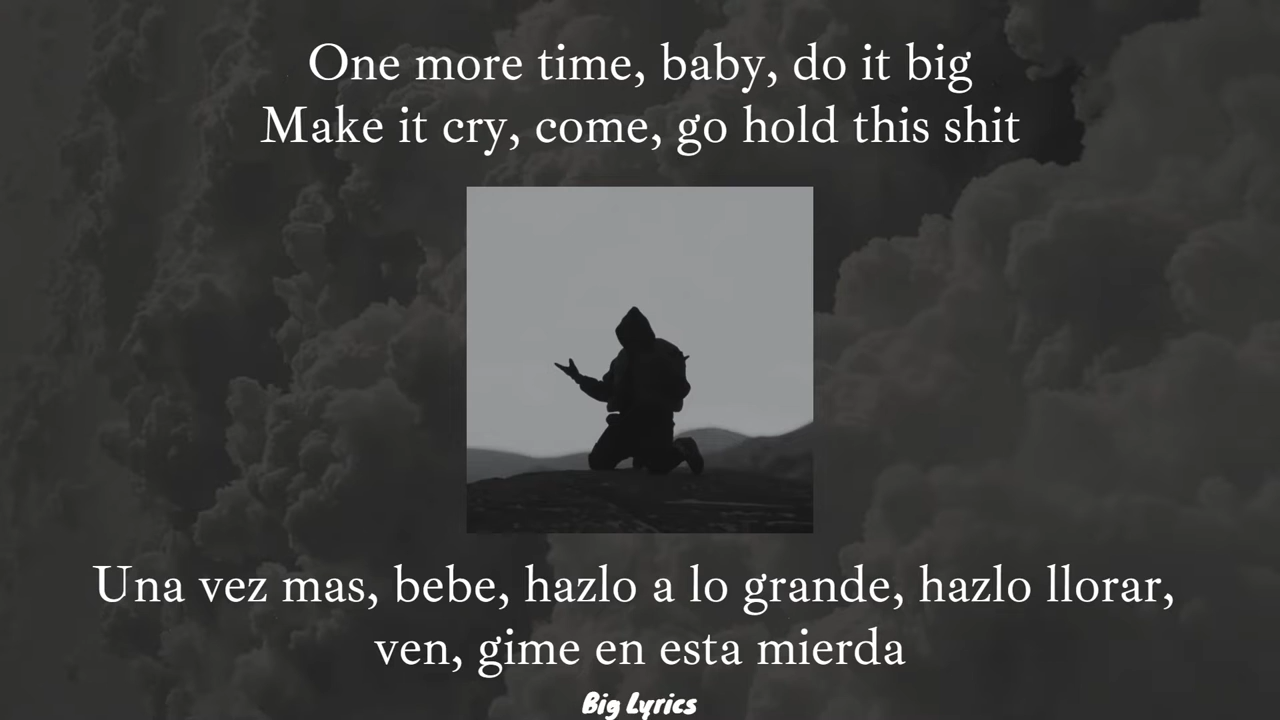 One more time, baby, do it big
Make it cry, come, go hold this shit
Una vez mas, bebe, hazlo a lo grande, hazlo llorar,
ven, gime en esta mierda
Big Lyrics